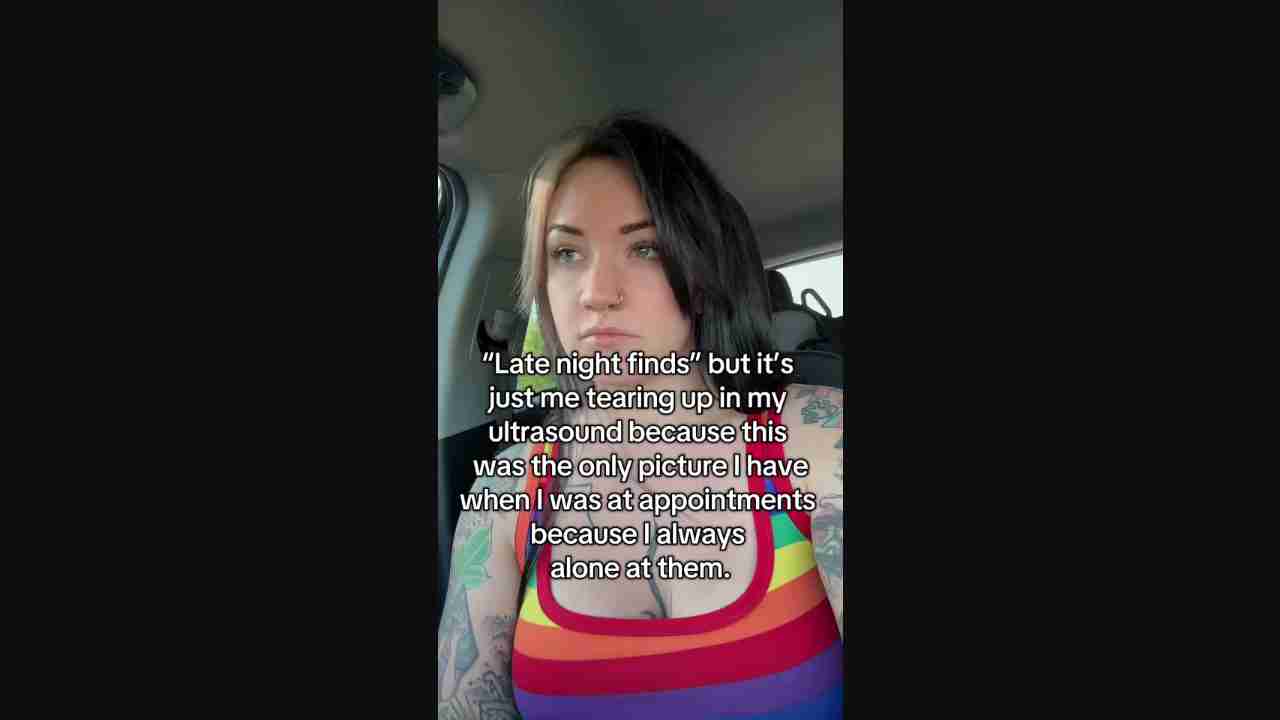 “Late night finds” but it’s
just me tearing up in my
ultrasound because this
was the only picture I have
when I was at appointments
because I always
alone at them.